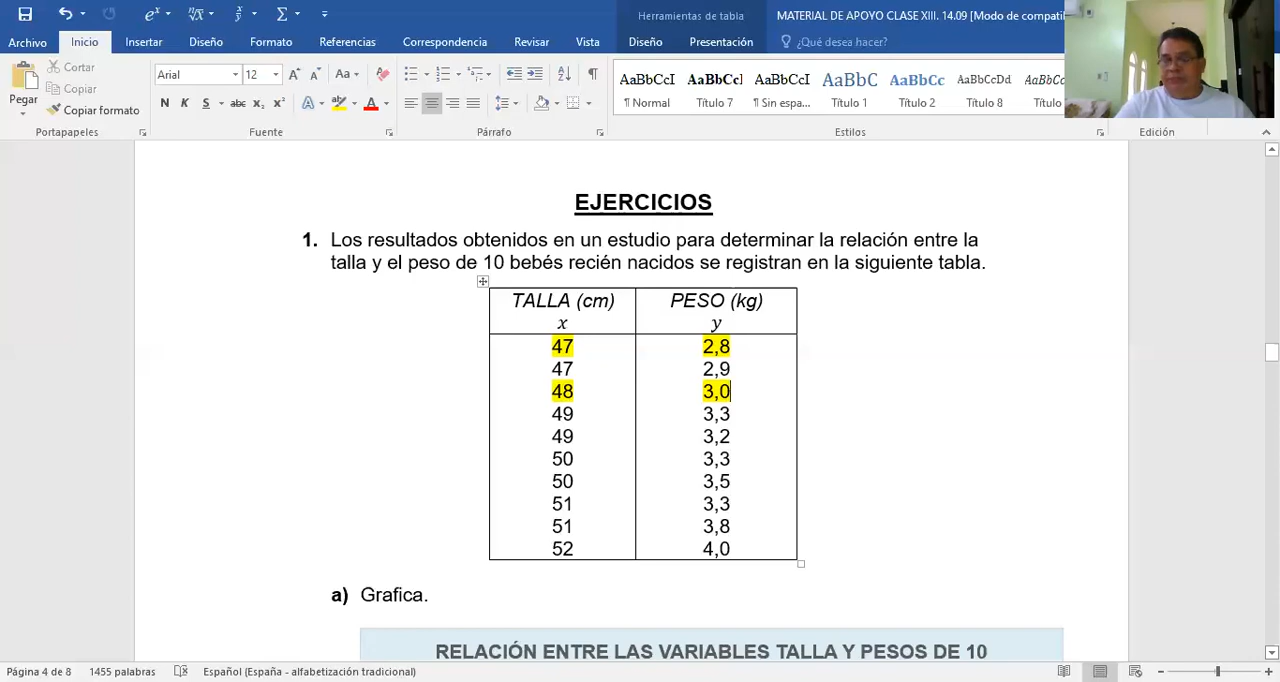 Herramientas de tabla
MATERIAL DE APOYO CLASE XIII. 14.09 [Modo de compati
Archivo Inicio Insertar Diseño Formato Referencias Correspondencia Revisar Vista Diseño Presentación ¿Qué desea hacer?
Cortar
Copiar
Copiar formato
Pegar
Portapapeles
Arial 12
N K S abc x₂ x²
Fuente
Párrafo
AaBbCcI AaBbCcI AaBbCcI AaBbC AaBbCc AaBbCcDd AaBbCc
¶ Normal Título 7 ¶ Sin espa... Título 1 Título 2 Título 8 Título
Estilos
Edición
EJERCICIOS
1. Los resultados obtenidos en un estudio para determinar la relación entre la
talla y el peso de 10 bebés recién nacidos se registran en la siguiente tabla.
TALLA (cm) PESO (kg)
x y
47 2,8
47 2,9
48 3,0
49 3,3
49 3,2
50 3,3
50 3,5
51 3,3
51 3,8
52 4,0
a) Grafica.
RELACIÓN ENTRE LAS VARIABLES TALLA Y PESOS DE 10
Página 4 de 8 1455 palabras Español (España - alfabetización tradicional)